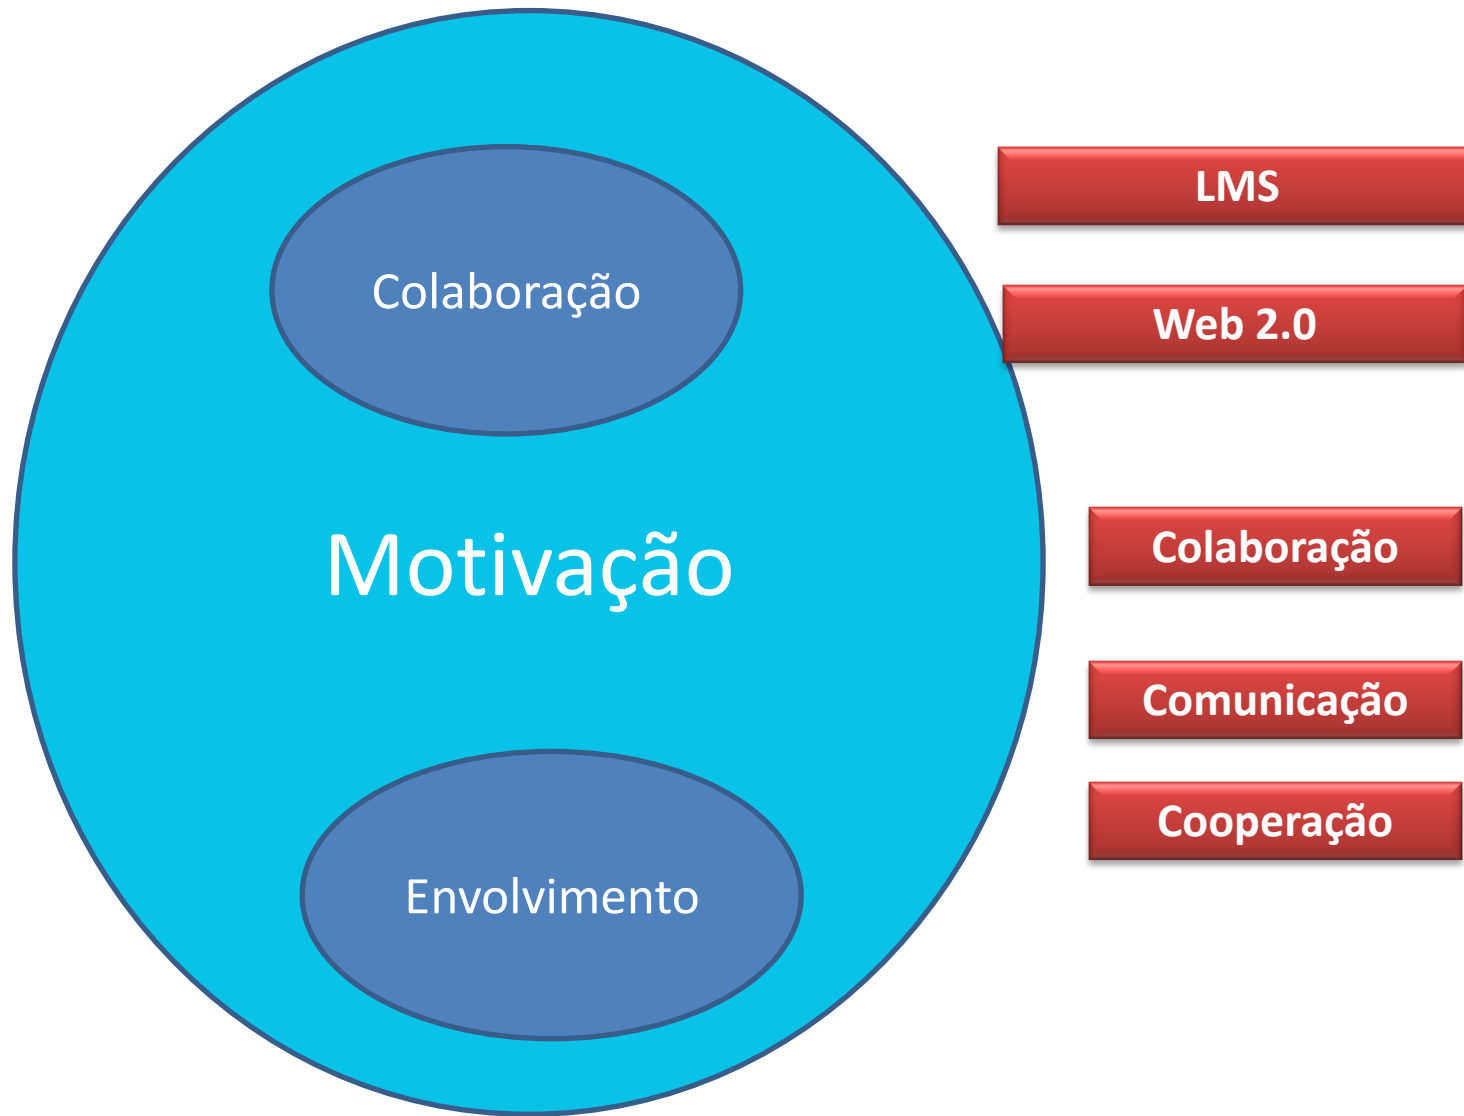 Colaboração
Motivação
Envolvimento
LMS
Web 2.0
Colaboração
Comunicação
Cooperação